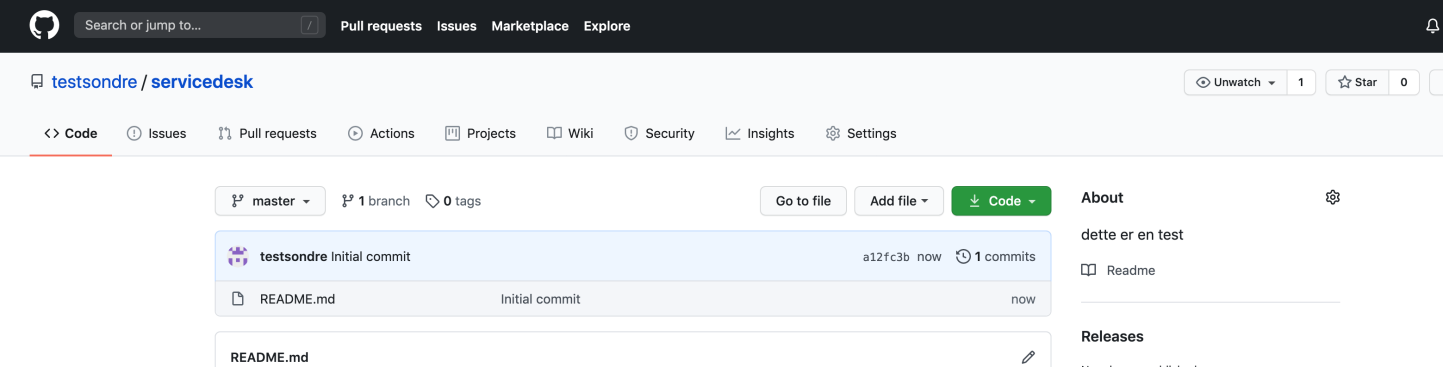 Search or jump to... /
Pull requests Issues Marketplace Explore
testsondre / servicedesk
Unwatch 1 Star 0
Code Issues Pull requests Actions Projects Wiki Security Insights Settings
master 1 branch 0 tags Go to file Add file Code
testsondre Initial commit a12fc3b now 1 commits
README.md Initial commit now
README.md
About
dette er en test
Readme
Releases